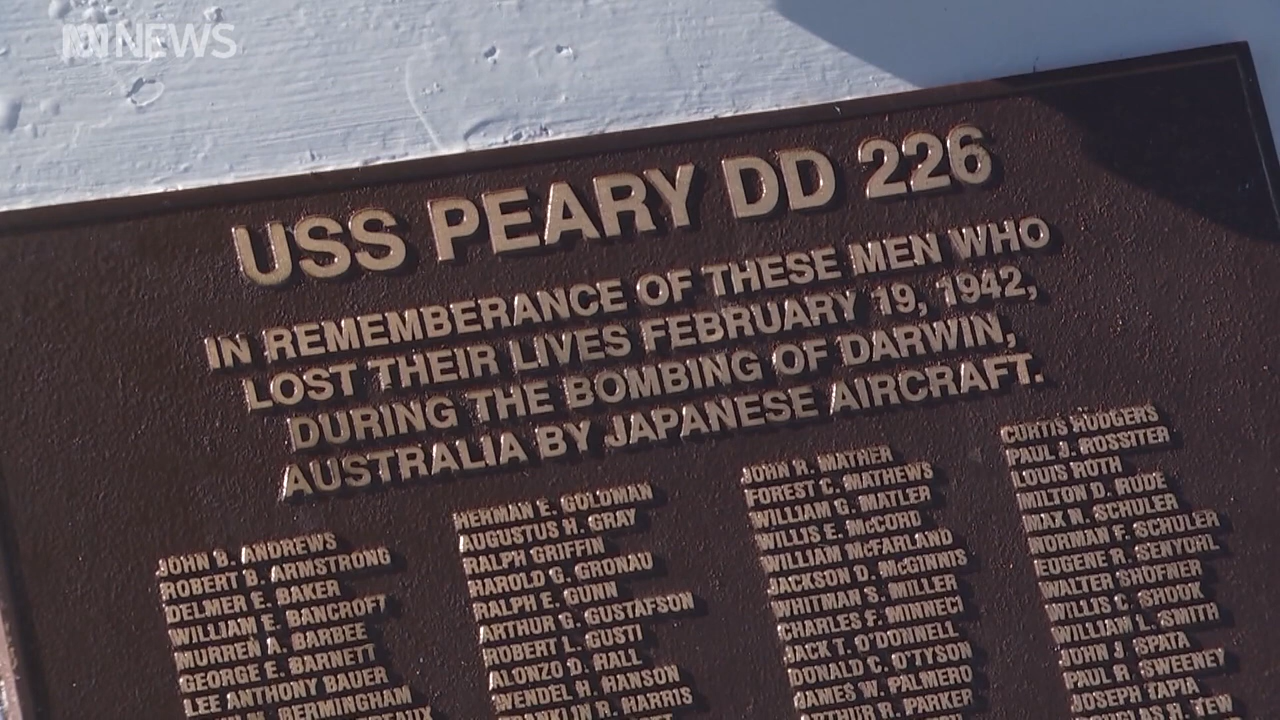 NEWS
USS PEARY DD 226
IN REMEMBERANCE OF THESE MEN WHO
LOST THEIR LIVES FEBRUARY 19, 1942,
DURING THE BOMBING OF DARWIN,
AUSTRALIA BY JAPANESE AIRCRAFT.
JOHN B. ANDREWS
ROBERT B. ARMSTRONG
DELMER E. BAKER
WILLIAM E. BANCROFT
MURREN A. BARBEE
GEORGE E. BARNETT
LEE ANTHONY BAUER
BERMINGHAM
HERMAN E. GOLDMAN
AUGUSTUS H. GRAY
RALPH GRIFFIN
HAROLD G. GRONAU
RALPH E. GUNN
ARTHUR G. GUSTAFSON
ROBERT L. GUSTI
ALONZO D. HALL
WENDEL H. HANSON
FRANKLIN R. HARRIS
JOHN R. MATHER
FOREST C. MATHEWS
WILLIAM G. MATLER
WILLIS E. McCORD
WILLIAM McFARLAND
JACKSON D. McGINNIS
WHITMAN S. MILLER
CHARLES F. MINNECI
JACK T. O'DONNELL
DONALD C. O'TYSON
JAMES W. PALMERO
ARTHUR R. PARKER
CURTIS RODGERS
PAUL J. ROSSITER
LOUIS ROTH
MILTON D. RUDE
MAX N. SCHULER
NORMAN F. SCHULER
EUGENE R. SENYOHL
WALTER SHOFNER
WILLIS C. SHOOK
WILLIAM L. SMITH
JOHN J. SPATA
PAUL R. SWEENEY
JOSEPH TAPIA
H. TEW